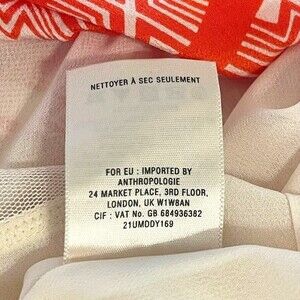 NETTOYER À SEC SEULEMENT
FOR EU : IMPORTED BY
ANTHROPOLOGIE
24 MARKET PLACE, 3RD FLOOR,
LONDON, UK W1W8AN
CIF : VAT No. GB 684936382
21UMDDY169